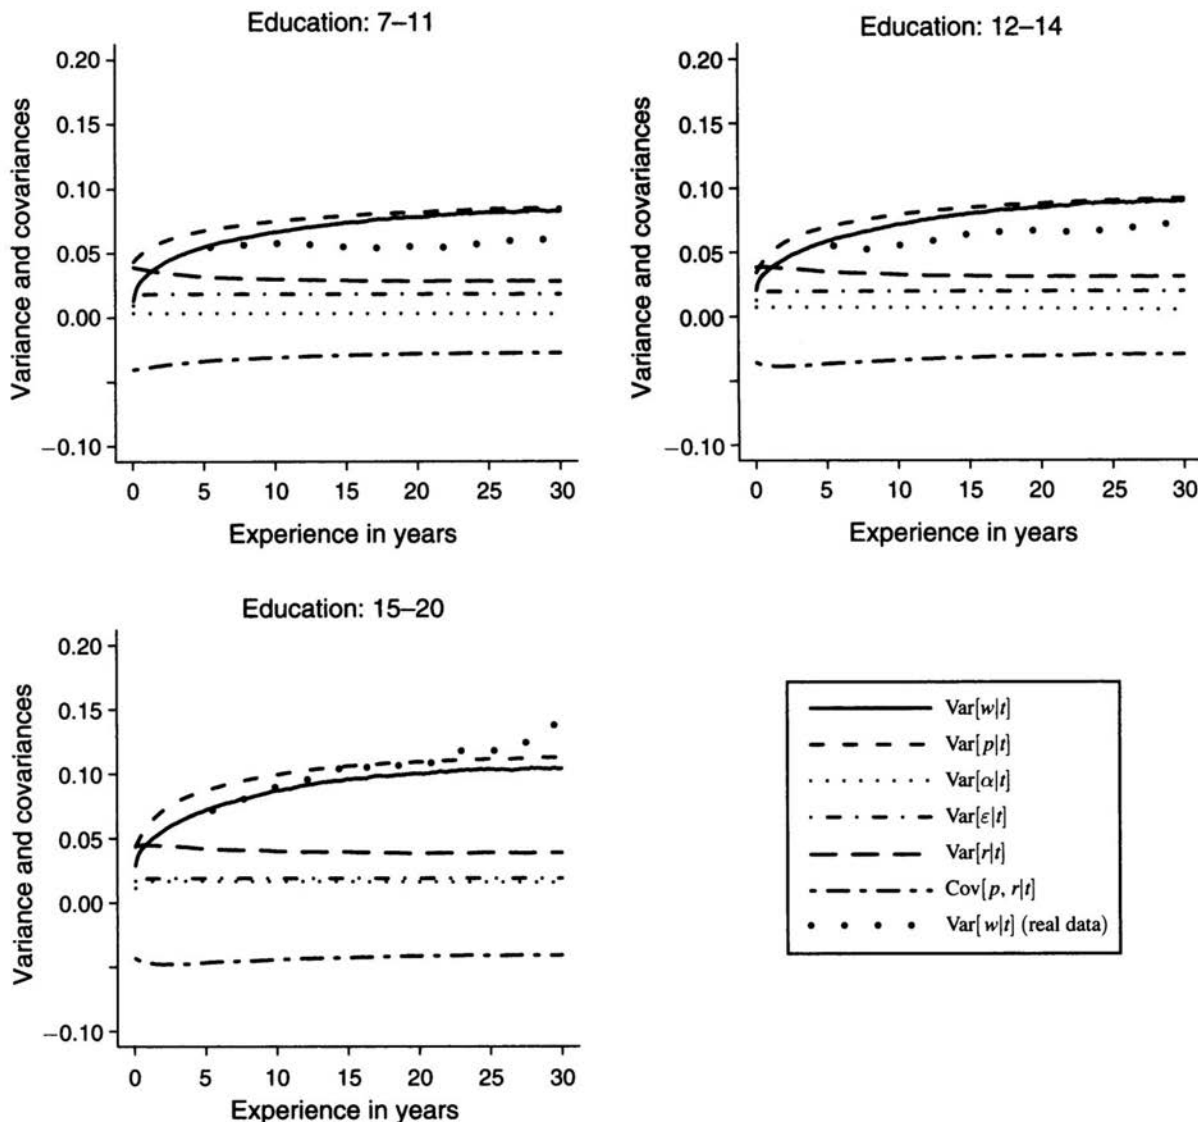 Education: 7–11
Variance and covariances
0.20
0.15
0.10
0.05
0.00
−0.10
0 5 10 15 20 25 30
Experience in years
Education: 12–14
Variance and covariances
0.20
0.15
0.10
0.05
0.00
−0.10
0 5 10 15 20 25 30
Experience in years
Education: 15–20
Variance and covariances
0.20
0.15
0.10
0.05
0.00
−0.10
0 5 10 15 20 25 30
Experience in years
Var[w|t]
Var[p|t]
Var[α|t]
Var[ε|t]
Var[r|t]
Cov[p, r|t]
Var[w|t] (real data)